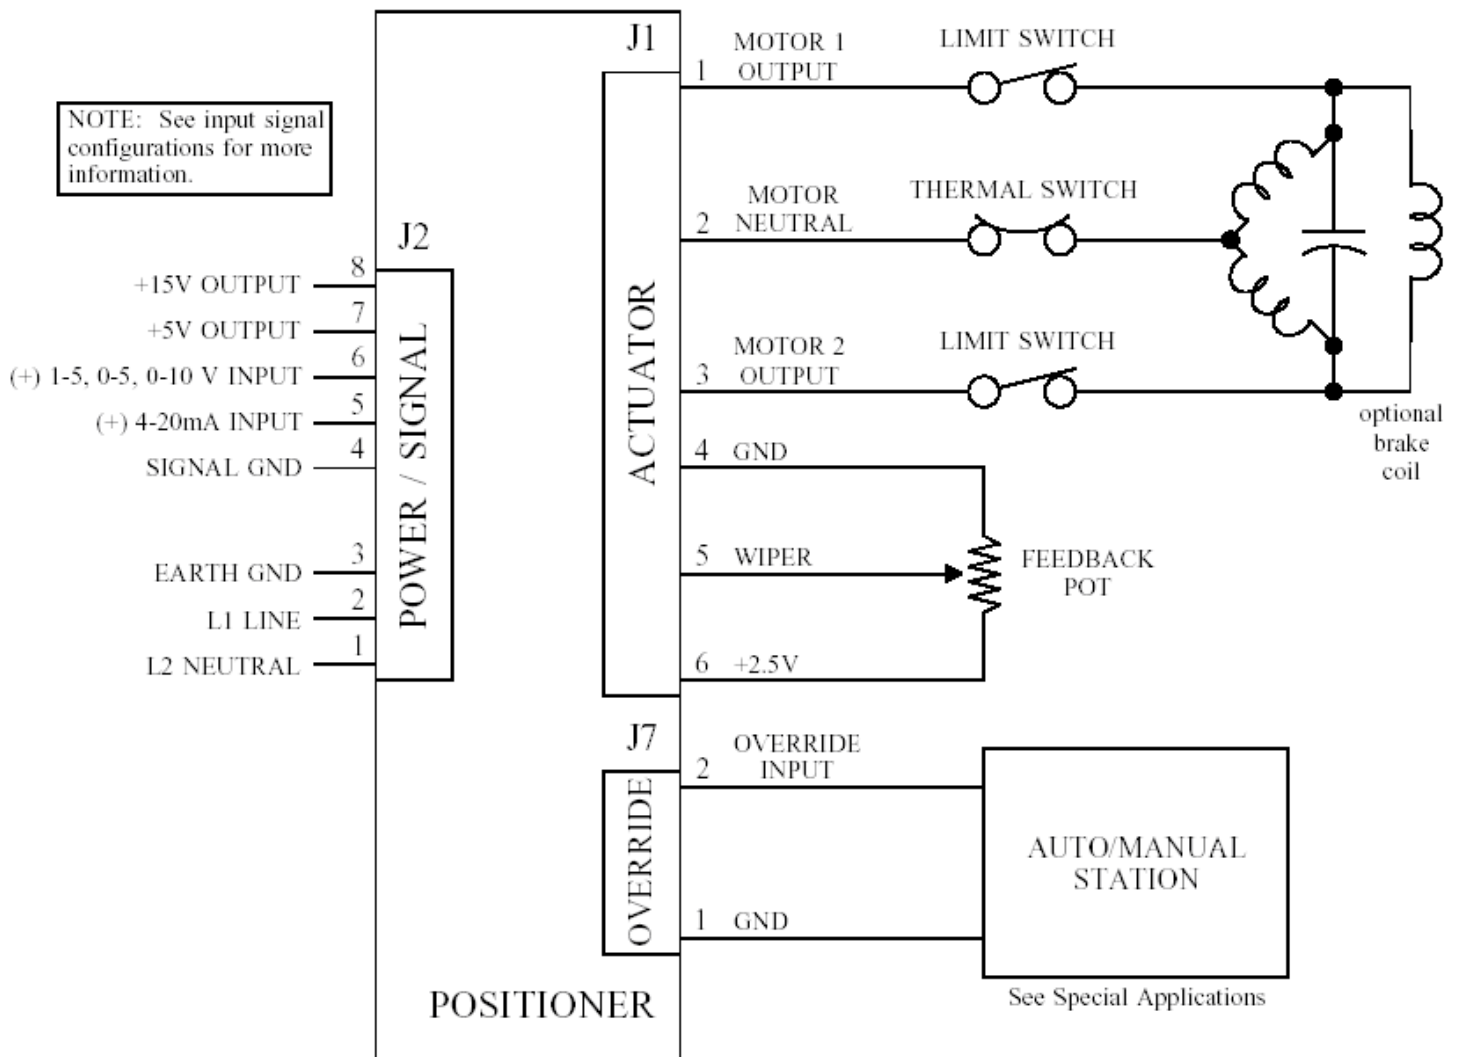 J1
MOTOR 1
OUTPUT
1
LIMIT SWITCH
NOTE: See input signal
configurations for more
information.
MOTOR
NEUTRAL
2
THERMAL SWITCH
J2
8
+15V OUTPUT
7
+5V OUTPUT
6
(+) 1-5, 0-5, 0-10 V INPUT
5
(+) 4-20mA INPUT
4
SIGNAL GND
3
EARTH GND
2
L1 LINE
1
L2 NEUTRAL
POWER / SIGNAL
ACTUATOR
MOTOR 2
OUTPUT
3
LIMIT SWITCH
optional
brake
coil
4 GND
5 WIPER
FEEDBACK
POT
6 +2.5V
J7
OVERRIDE
2
OVERRIDE
INPUT
1 GND
AUTO/MANUAL
STATION
See Special Applications
POSITIONER